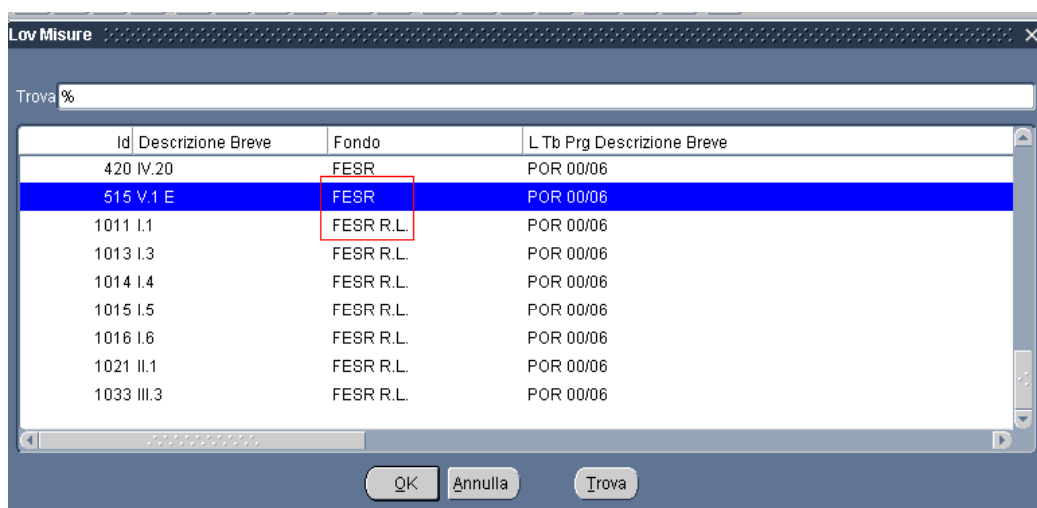 Lov Misure
Trova %
Id Descrizione Breve Fondo L Tb Prg Descrizione Breve
420 IV.20 FESR POR 00/06
515 V.1 E FESR POR 00/06
1011 I.1 FESR R.L. POR 00/06
1013 I.3 FESR R.L. POR 00/06
1014 I.4 FESR R.L. POR 00/06
1015 I.5 FESR R.L. POR 00/06
1016 I.6 FESR R.L. POR 00/06
1021 II.1 FESR R.L. POR 00/06
1033 III.3 FESR R.L. POR 00/06
OK Annulla Trova